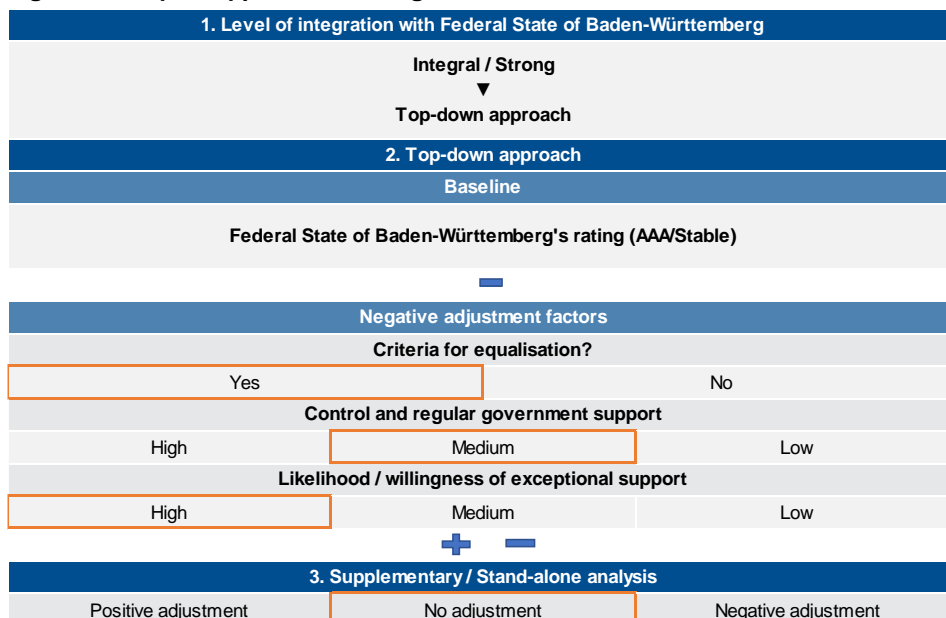 1. Level of integration with Federal State of Baden-Württemberg
Integral / Strong
▼
Top-down approach
2. Top-down approach
Baseline
Federal State of Baden-Württemberg's rating (AAA/Stable)
Negative adjustment factors
Criteria for equalisation?
Yes No
Control and regular government support
High Medium Low
Likelihood / willingness of exceptional support
High Medium Low
3. Supplementary / Stand-alone analysis
Positive adjustment No adjustment Negative adjustment